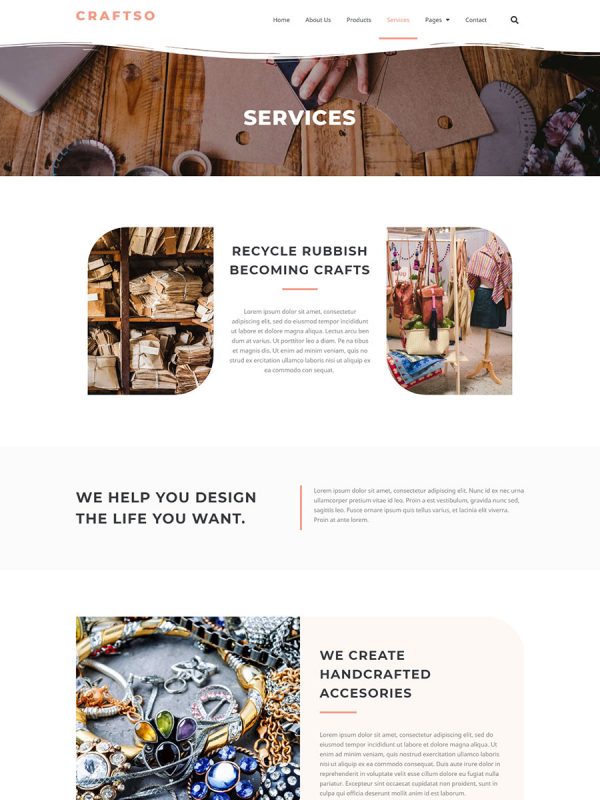 CRAFTSO
Home About Us Products Services Pages Contact
SERVICES
RECYCLE RUBBISH
BECOMING CRAFTS
Lorem ipsum dolor sit amet, consectetur
adipiscing elit, sed do eiusmod tempor incididunt
ut labore et dolore magna aliqua. Lectus arcu ben
dum at varius. Ut porttitor leo a diam. Pe na tibus
et magnis dis. Ut enim ad minim veniam, quis no
strud ex ercitation ullamco laboris nisi ut aliquip ex
ea commodo con sequat.
WE HELP YOU DESIGN
THE LIFE YOU WANT.
Lorem ipsum dolor sit amet, consectetur adipiscing elit. Nunc id ex nec urna
ullamcorper pretium vitae id leo. Proin a est vestibulum, gravida nunc sed,
sagittis leo. Fusce ornare ipsum quis tellus varius, et lacinia elit viverra.
Proin at ante lorem.
WE CREATE
HANDCRAFTED
ACCESORIES
Lorem ipsum dolor sit amet, consectetur adipiscing elit, sed do
eiusmod tempor incididunt ut labore et dolore magna aliqua. Ut
enim ad minim veniam, quis nostrud exercitation ullamco laboris
nisi ut aliquip ex ea commodo consequat. Duis aute irure dolor in
reprehenderit in voluptate velit esse cillum dolore eu fugiat nulla
pariatur. Excepteur sint occaecat cupidatat non proident, sunt in
culpa qui officia deserunt mollit anim id est laborum.